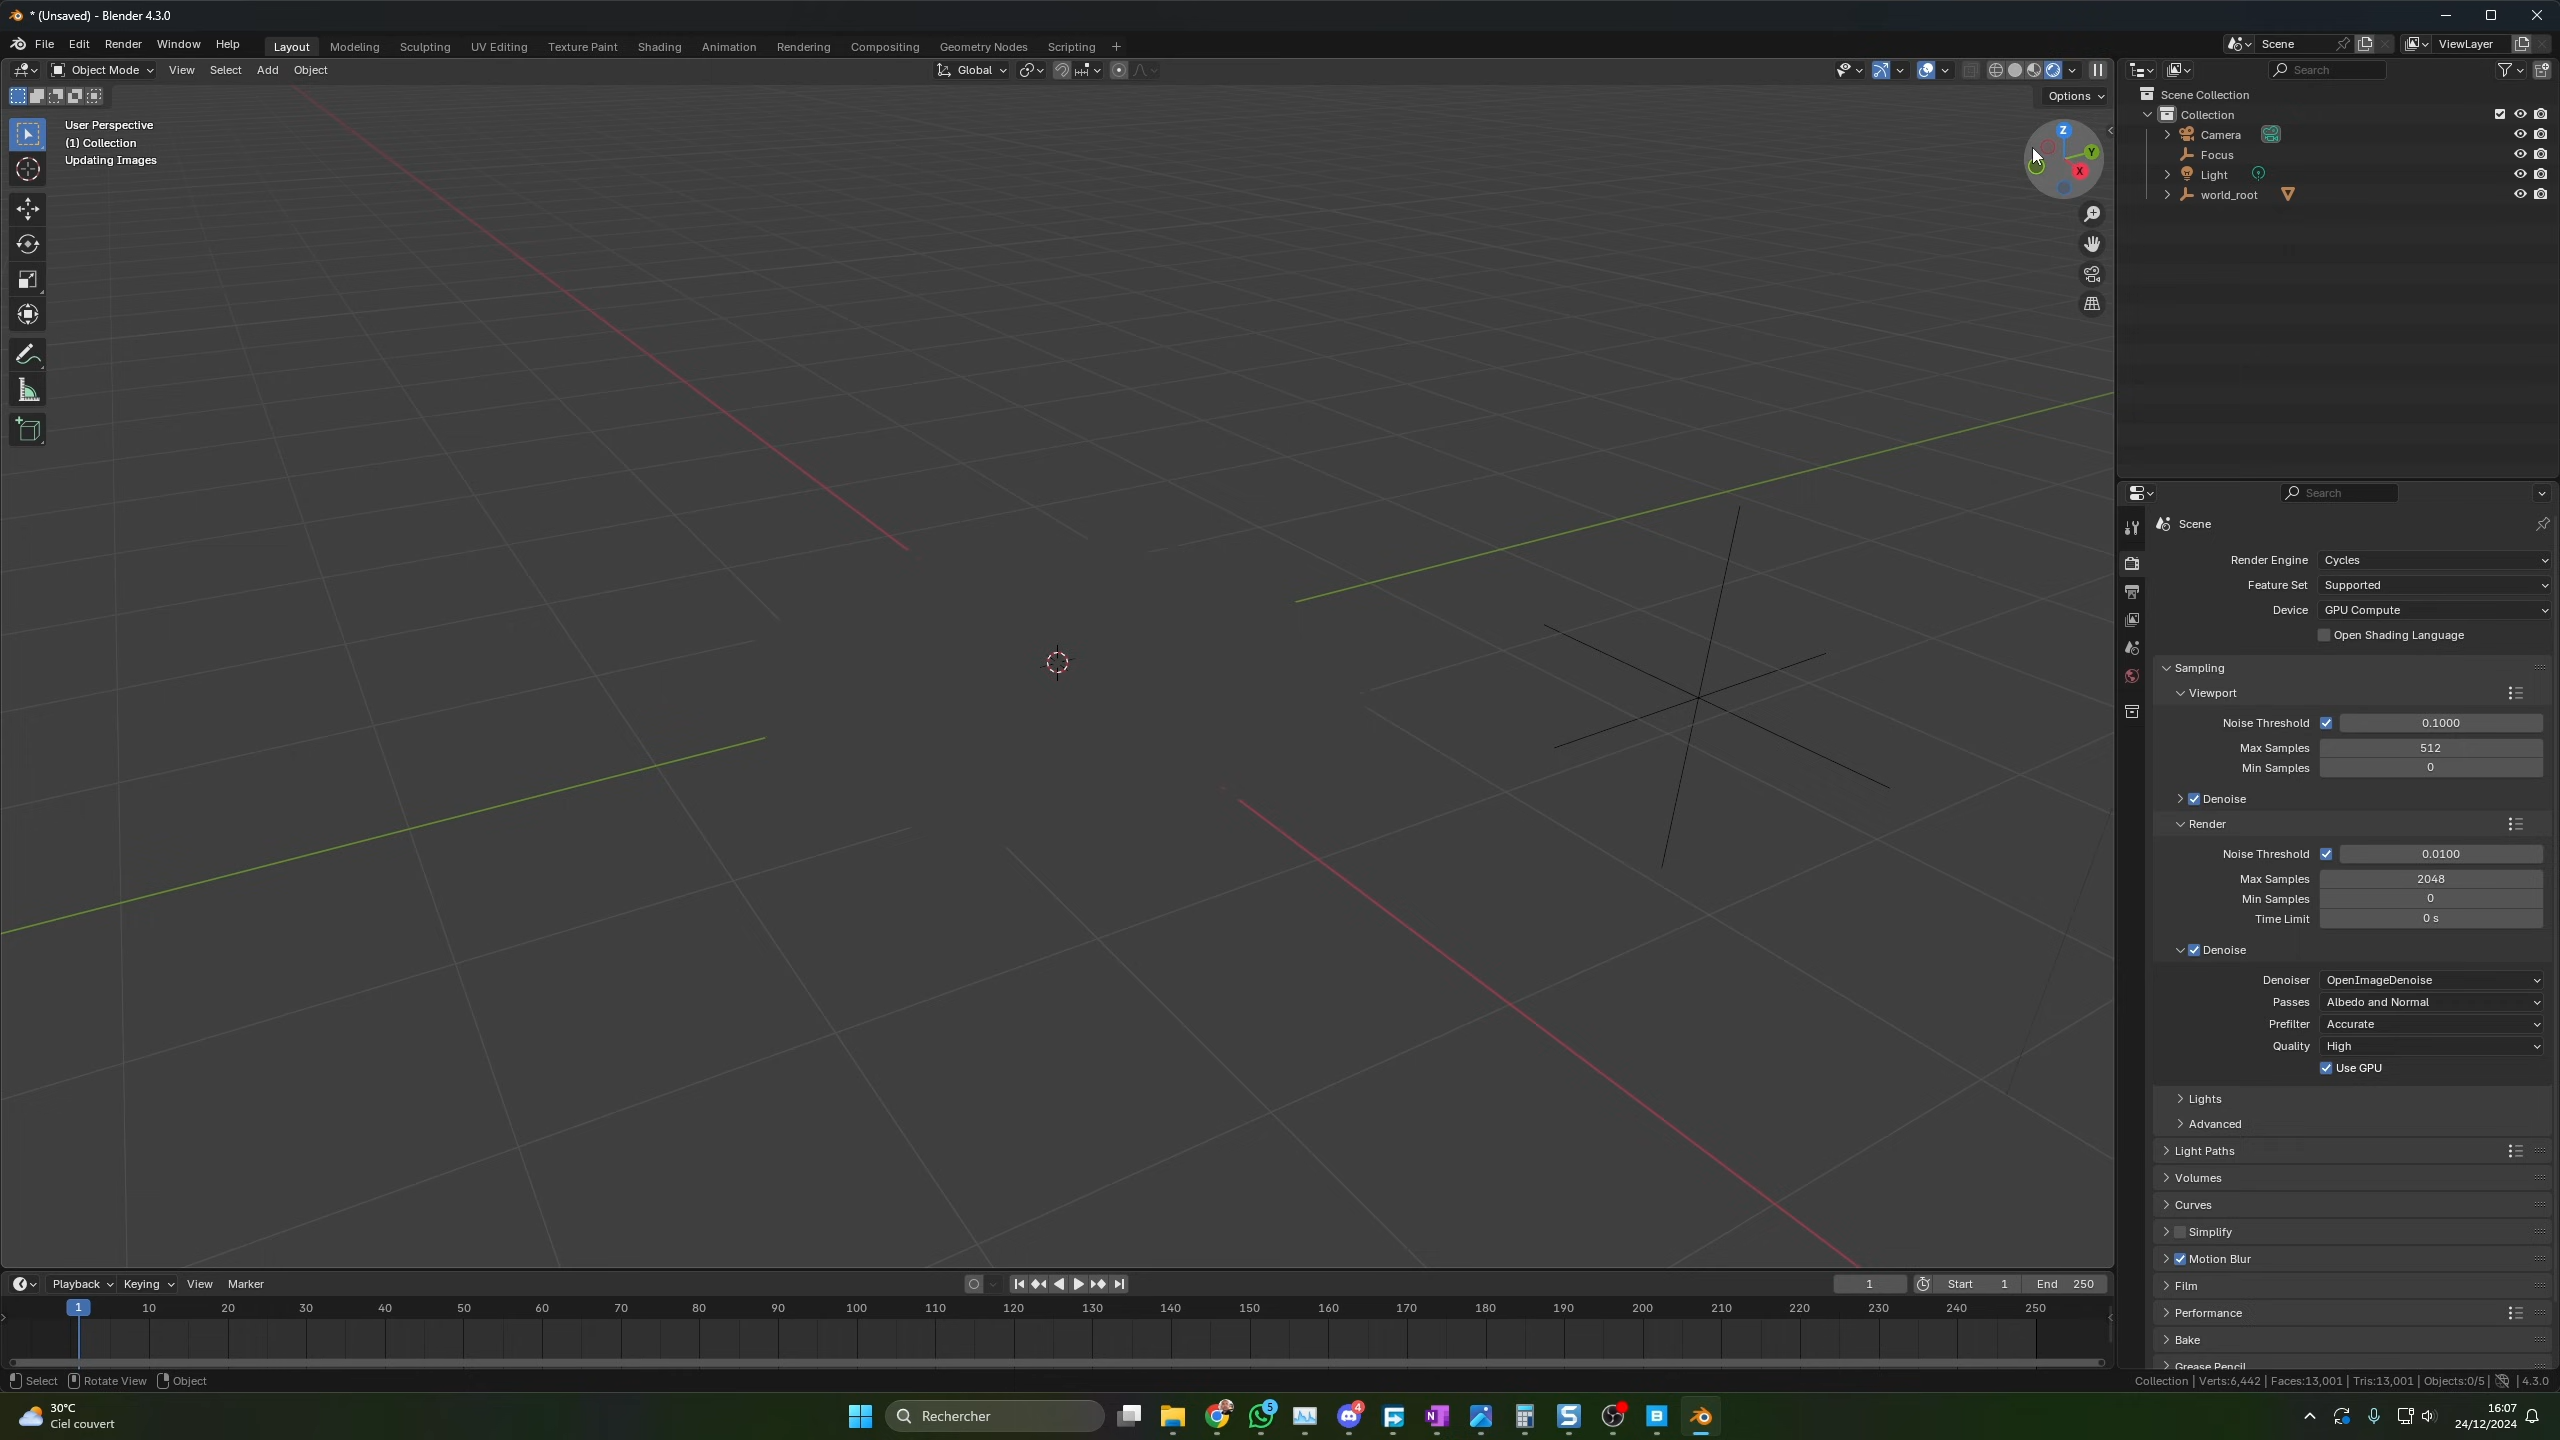 * (Unsaved) - Blender 4.3.0
File Edit Render Window Help Layout Modeling Sculpting UV Editing Texture Paint Shading Animation Rendering Compositing Geometry Nodes Scripting + Scene ViewLayer
Object Mode View Select Add Object Global Search
Options
User Perspective
(1) Collection
Updating Images
Z
Y
X
Scene Collection
Collection
Camera
Focus
Light
world_root
Search
Scene
Render Engine Cycles
Feature Set Supported
Device GPU Compute
Open Shading Language
Sampling
Viewport
Noise Threshold 0.1000
Max Samples 512
Min Samples 0
Denoise
Render
Noise Threshold 0.0100
Max Samples 2048
Min Samples 0
Time Limit 0 s
Denoise
Denoiser OpenImageDenoise
Passes Albedo and Normal
Prefilter Accurate
Quality High
Use GPU
Lights
Advanced
Light Paths
Volumes
Curves
Simplify
Motion Blur
Film
Performance
Bake
Grease Pencil
Playback Keying View Marker 1 Start 1 End 250
1 10 20 30 40 50 60 70 80 90 100 110 120 130 140 150 160 170 180 190 200 210 220 230 240 250
Select Rotate View Object
Collection | Verts:6,442 | Faces:13,001 | Tris:13,001 | Objects:0/5 | 4.3.0
30°C
Ciel couvert
Rechercher
5
4
16:07
24/12/2024